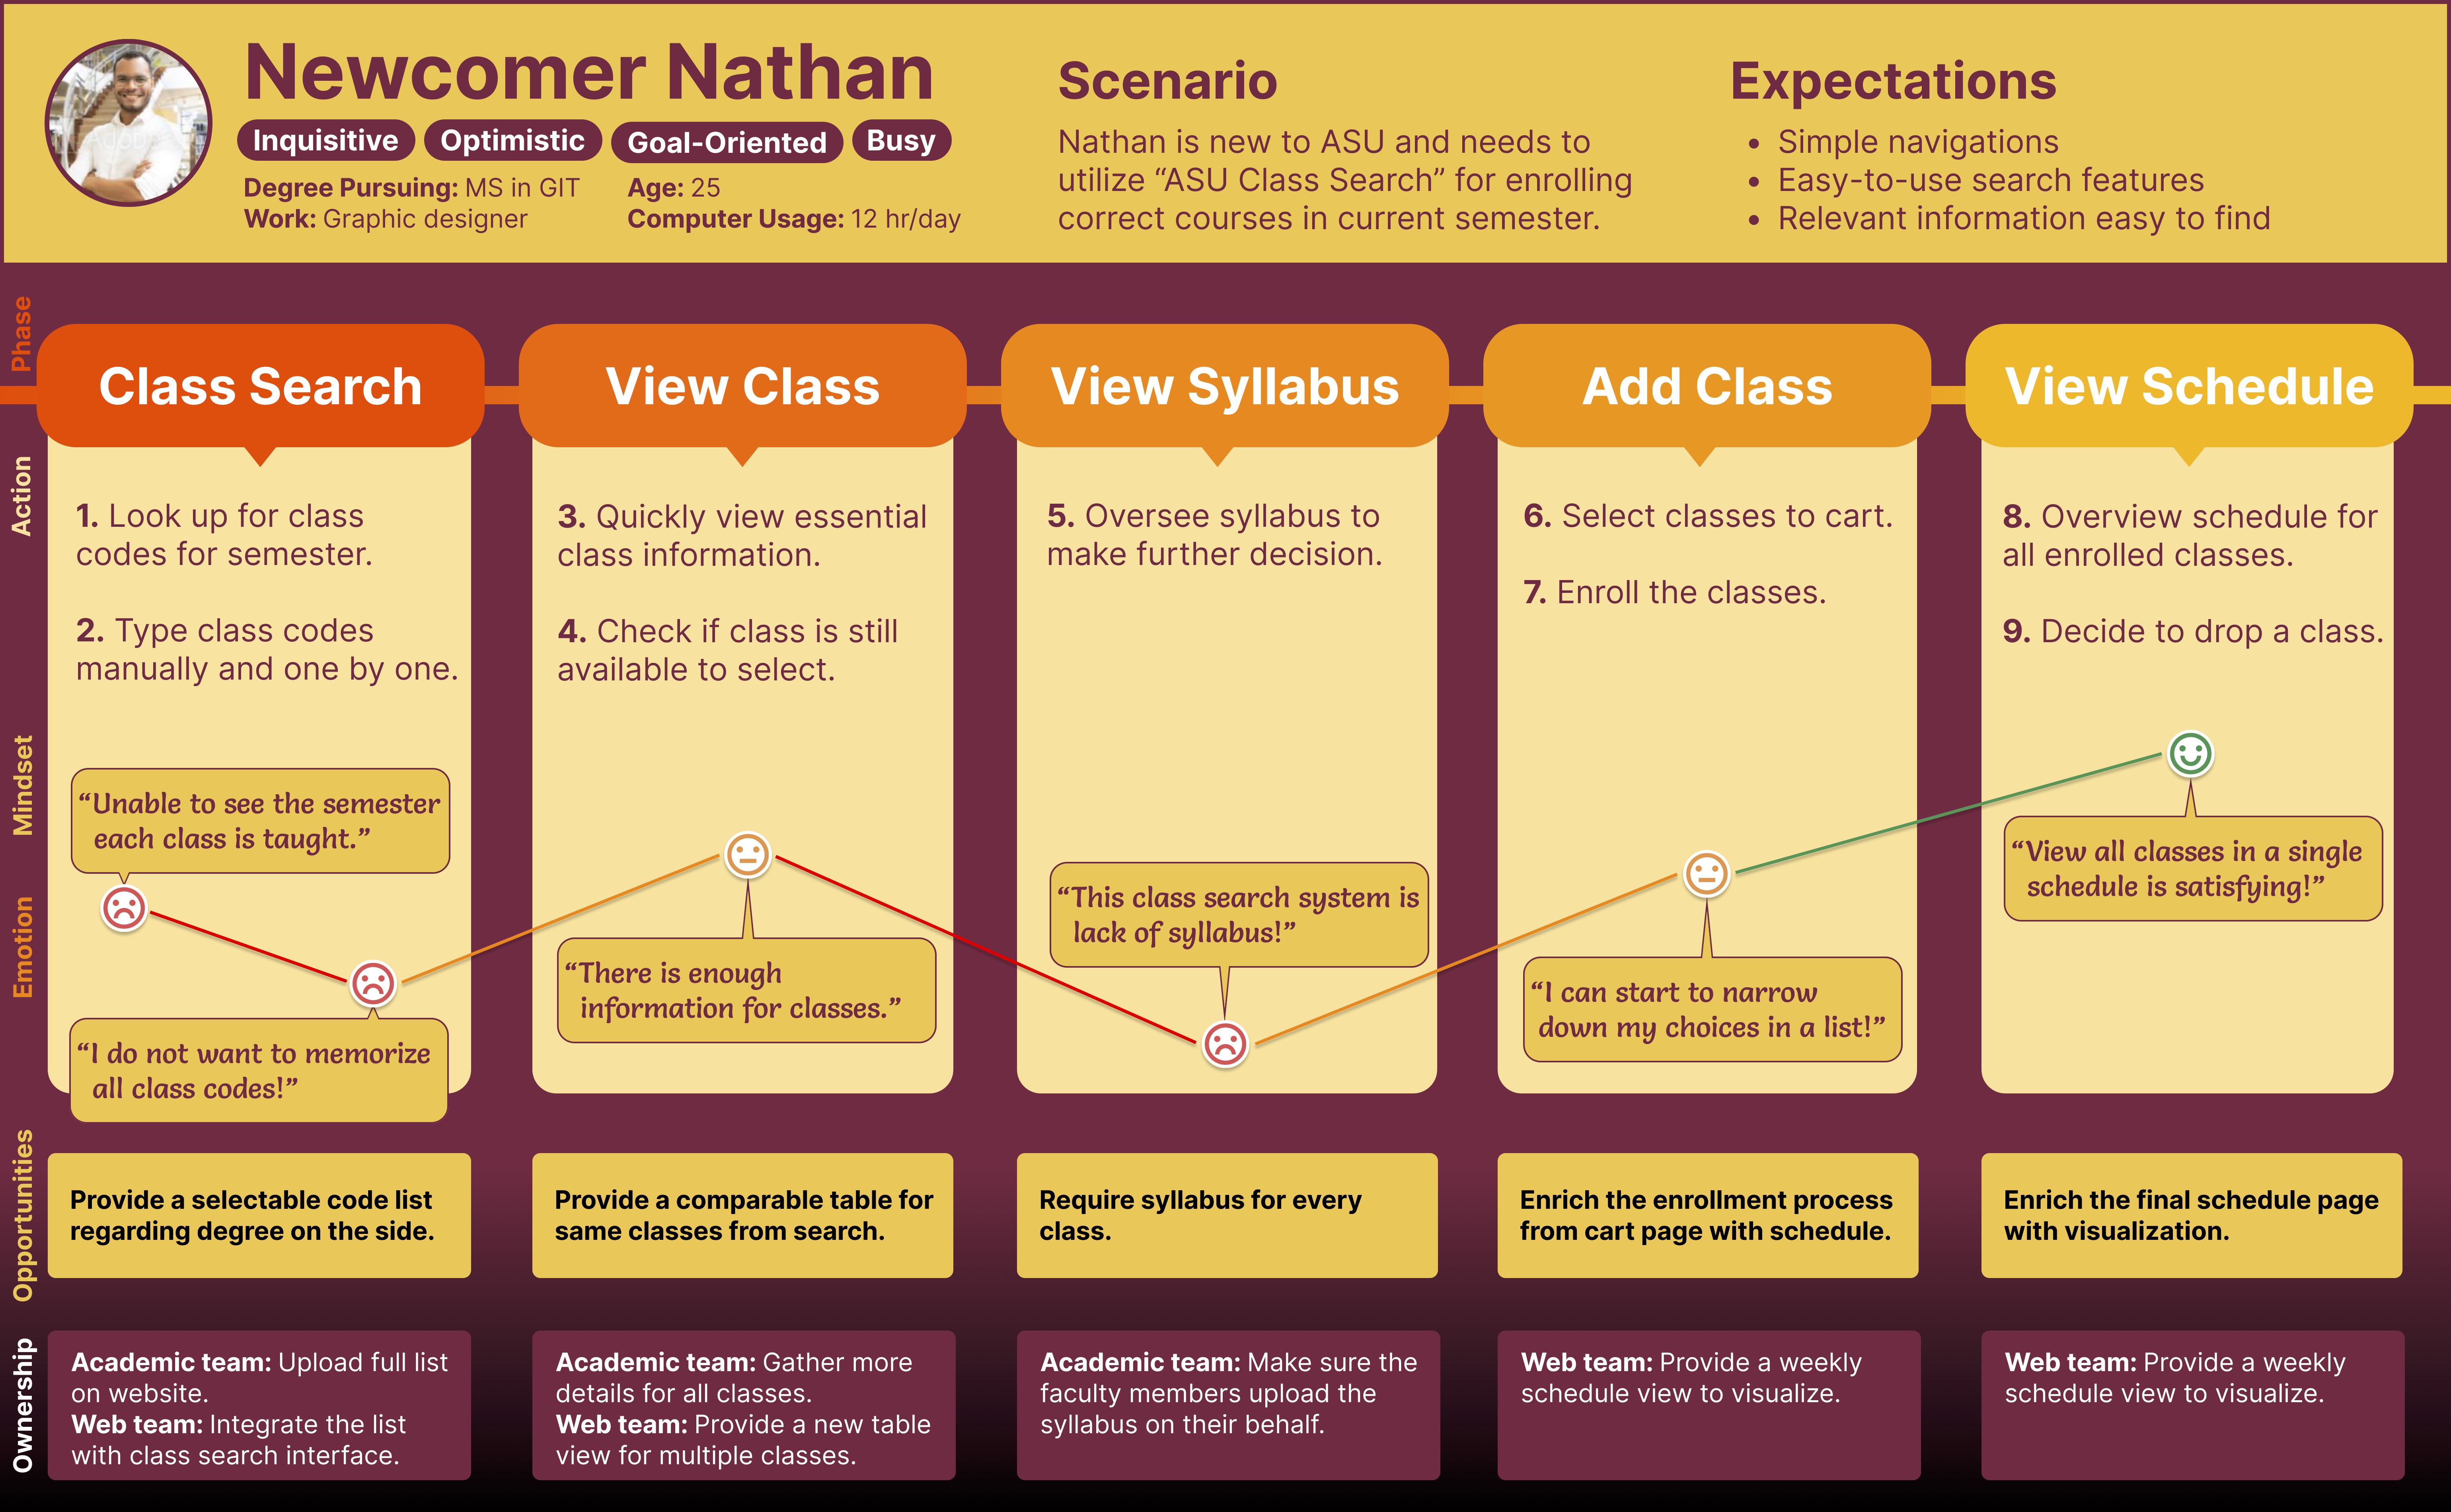 Newcomer Nathan
Inquisitive
Optimistic
Goal-Oriented
Busy
Degree Pursuing: MS in GIT
Work: Graphic designer
Age: 25
Computer Usage: 12 hr/day
Scenario
Nathan is new to ASU and needs to
utilize “ASU Class Search” for enrolling
correct courses in current semester.
Expectations
• Simple navigations
• Easy-to-use search features
• Relevant information easy to find
Phase
Class Search
View Class
View Syllabus
Add Class
View Schedule
Action
1. Look up for class
codes for semester.
2. Type class codes
manually and one by one.
3. Quickly view essential
class information.
4. Check if class is still
available to select.
5. Oversee syllabus to
make further decision.
6. Select classes to cart.
7. Enroll the classes.
8. Overview schedule for
all enrolled classes.
9. Decide to drop a class.
Mindset
Emotion
“Unable to see the semester
each class is taught.”
“I do not want to memorize
all class codes!”
“There is enough
information for classes.”
“This class search system is
lack of syllabus!”
“I can start to narrow
down my choices in a list!”
“View all classes in a single
schedule is satisfying!”
Opportunities
Provide a selectable code list
regarding degree on the side.
Provide a comparable table for
same classes from search.
Require syllabus for every
class.
Enrich the enrollment process
from cart page with schedule.
Enrich the final schedule page
with visualization.
Ownership
Academic team: Upload full list
on website.
Web team: Integrate the list
with class search interface.
Academic team: Gather more
details for all classes.
Web team: Provide a new table
view for multiple classes.
Academic team: Make sure the
faculty members upload the
syllabus on their behalf.
Web team: Provide a weekly
schedule view to visualize.
Web team: Provide a weekly
schedule view to visualize.